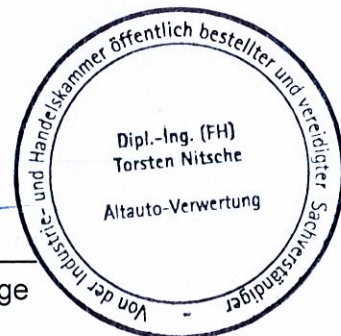 Von der Industrie- und Handelskammer öffentlich bestellter und vereidigter Sachverständiger -
Dipl.-Ing. (FH)
Torsten Nitsche
Altauto-Verwertung
ge